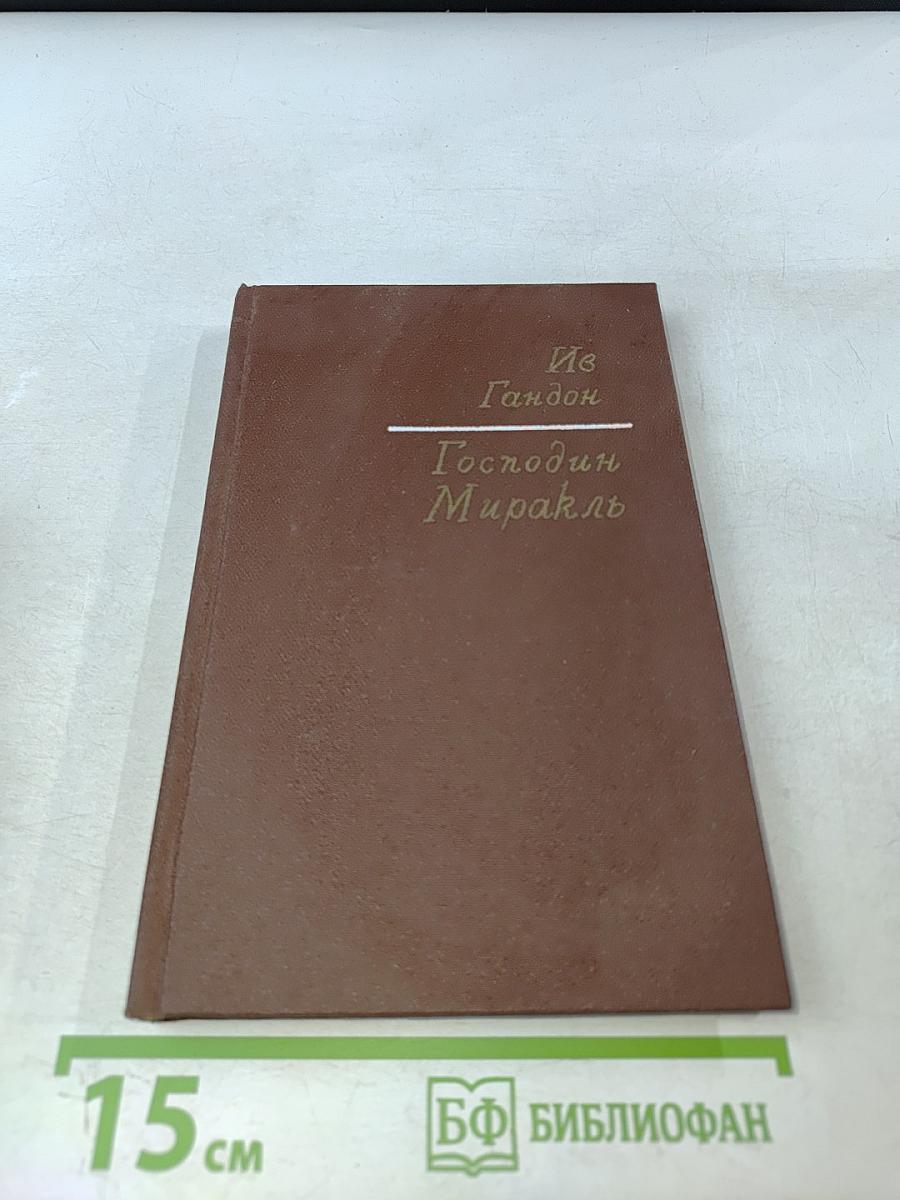 Ив
Гандон
Господин
Миракль
15 см
БФ БИБЛИОФАН